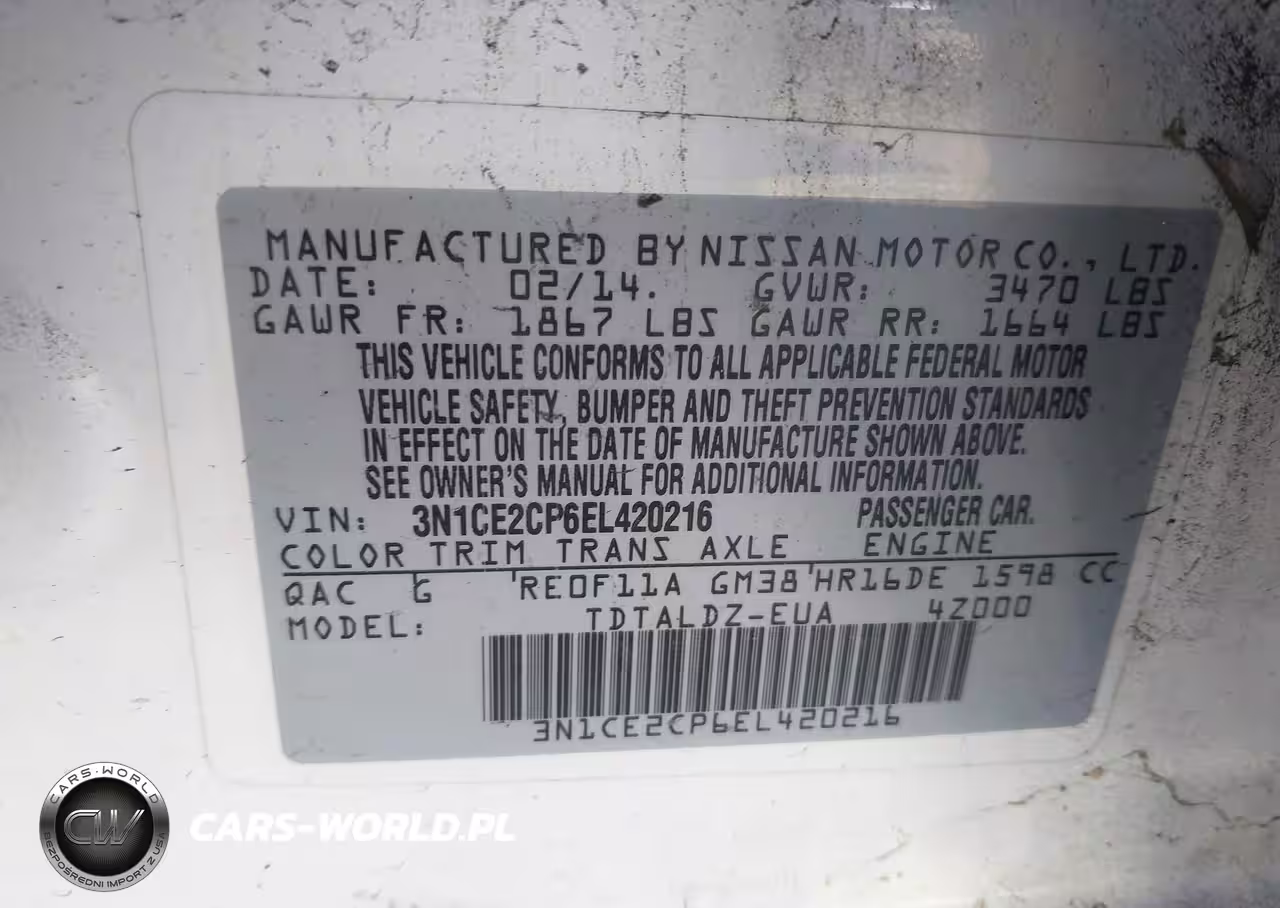 MANUFACTURED BY NISSAN MOTOR CO., LTD.
DATE: 02/14. GVWR: 3470 LBS
GAWR FR: 1867 LBS GAWR RR: 1664 LBS
THIS VEHICLE CONFORMS TO ALL APPLICABLE FEDERAL MOTOR
VEHICLE SAFETY, BUMPER AND THEFT PREVENTION STANDARDS
IN EFFECT ON THE DATE OF MANUFACTURE SHOWN ABOVE.
SEE OWNER'S MANUAL FOR ADDITIONAL INFORMATION.
VIN: 3N1CE2CP6EL420216 PASSENGER CAR.
COLOR TRIM TRANS AXLE ENGINE
QAC G RE0F11A GM38 HR16DE 1598 CC
MODEL: TDTALDZ-EUA 4Z000
3N1CE2CP6EL420216
CARS-WORLD
CW
BEZPOŚREDNI IMPORT Z USA
CARS-WORLD.PL